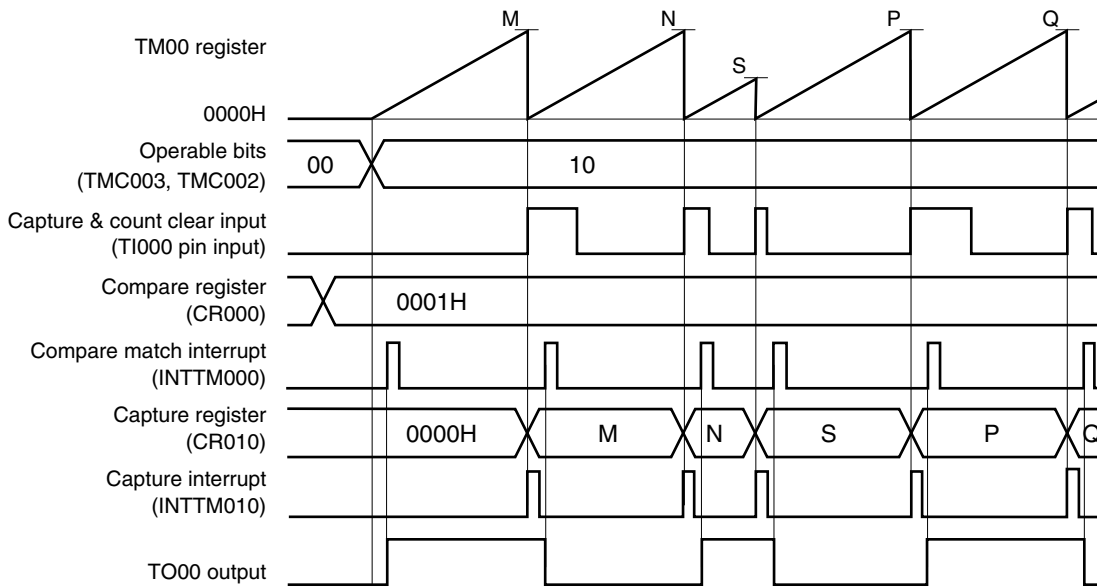 M N P Q
TM00 register
S
0000H
Operable bits
(TMC003, TMC002)
00 10
Capture & count clear input
(TI000 pin input)
Compare register
(CR000)
0001H
Compare match interrupt
(INTTM000)
Capture register
(CR010)
0000H M N S P Q
Capture interrupt
(INTTM010)
TO00 output